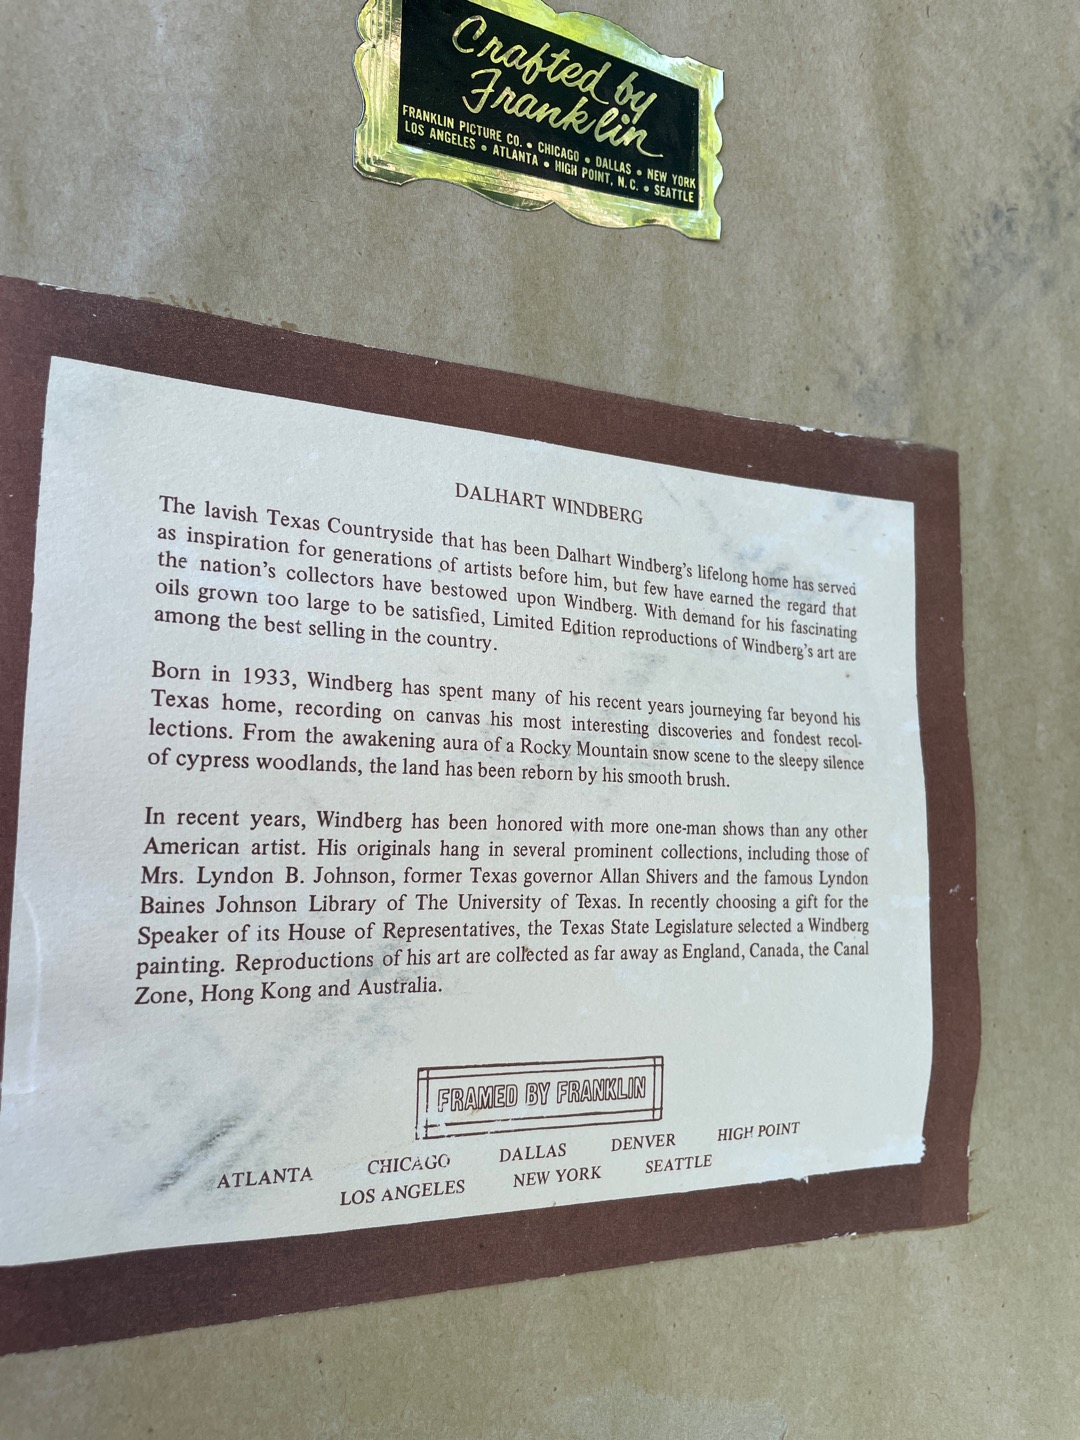 Crafted by
Franklin
FRANKLIN PICTURE CO. • CHICAGO • DALLAS • NEW YORK
LOS ANGELES • ATLANTA • HIGH POINT, N.C. • SEATTLE
DALHART WINDBERG
The lavish Texas Countryside that has been Dalhart Windberg's lifelong home has served
as inspiration for generations of artists before him, but few have earned the regard that
the nation's collectors have bestowed upon Windberg. With demand for his fascinating
oils grown too large to be satisfied, Limited Edition reproductions of Windberg's art are
among the best selling in the country.
Born in 1933, Windberg has spent many of his recent years journeying far beyond his
Texas home, recording on canvas his most interesting discoveries and fondest recol-
lections. From the awakening aura of a Rocky Mountain snow scene to the sleepy silence
of cypress woodlands, the land has been reborn by his smooth brush.
In recent years, Windberg has been honored with more one-man shows than any other
American artist. His originals hang in several prominent collections, including those of
Mrs. Lyndon B. Johnson, former Texas governor Allan Shivers and the famous Lyndon
Baines Johnson Library of The University of Texas. In recently choosing a gift for the
Speaker of its House of Representatives, the Texas State Legislature selected a Windberg
painting. Reproductions of his art are collected as far away as England, Canada, the Canal
Zone, Hong Kong and Australia.
FRAMED BY FRANKLIN
ATLANTA CHICAGO DALLAS DENVER HIGH POINT
LOS ANGELES NEW YORK SEATTLE